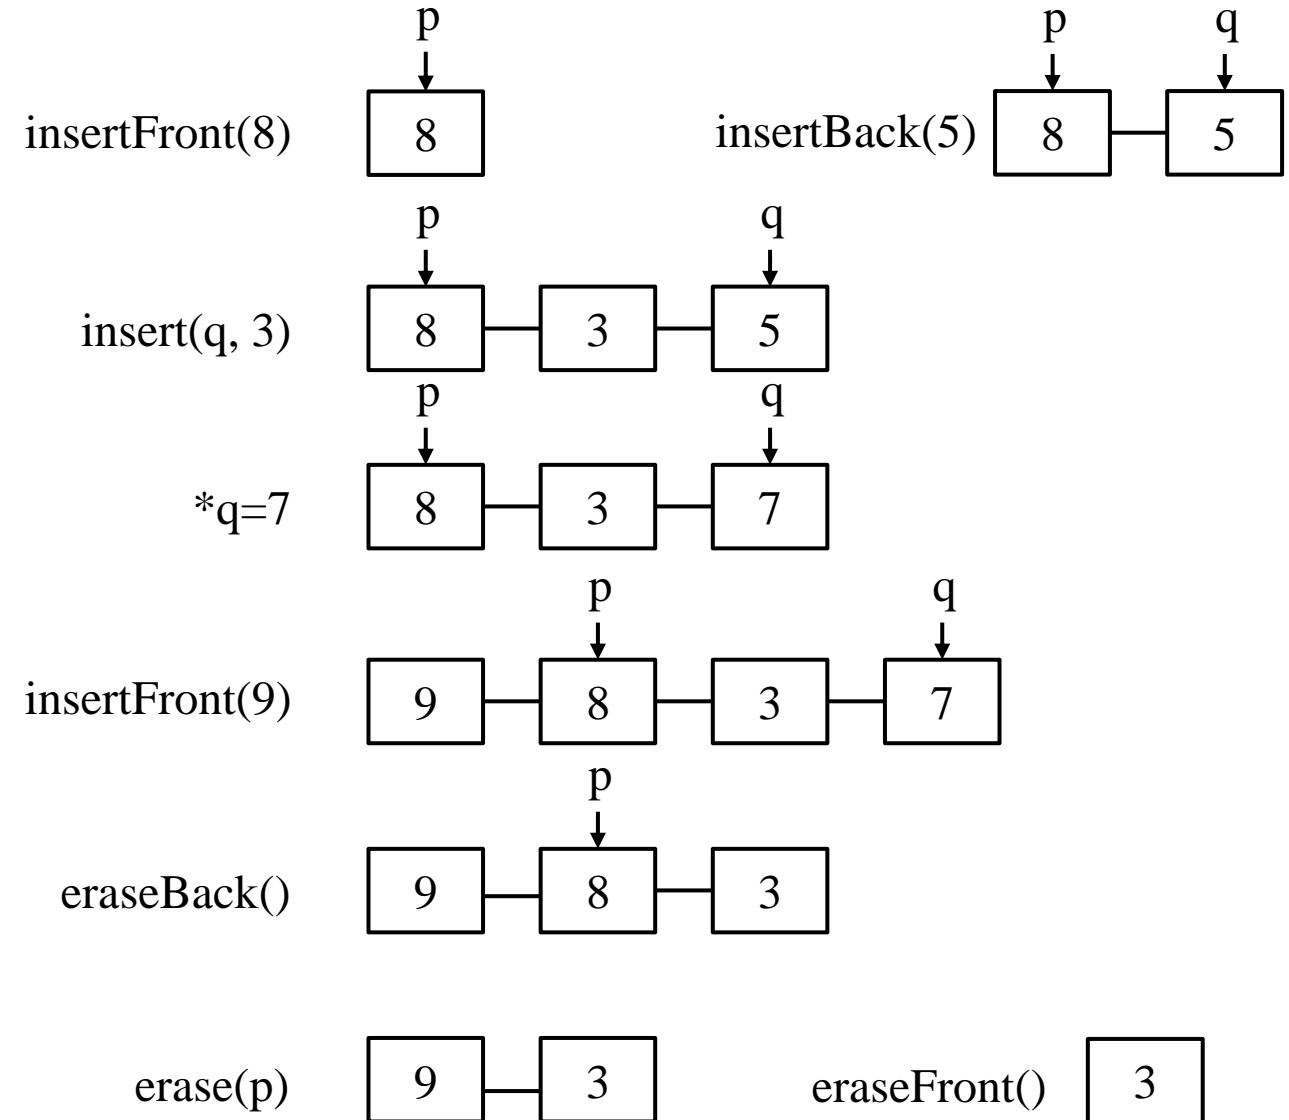 p
p q
insertFront(8) 8
insertBack(5) 8 5
p q
insert(q, 3) 8 3 5
p q
*q=7 8 3 7
p q
insertFront(9) 9 8 3 7
p
eraseBack() 9 8 3
erase(p) 9 3
eraseFront() 3